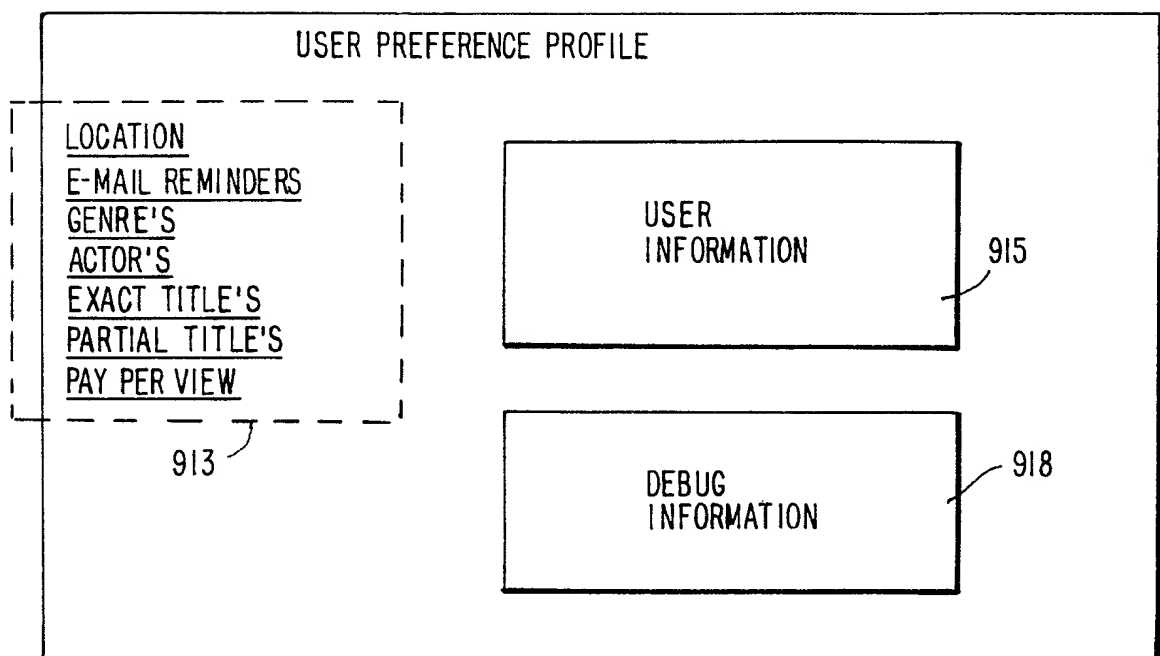 USER PREFERENCE PROFILE
LOCATION
E-MAIL REMINDERS
GENRE'S
ACTOR'S
EXACT TITLE'S
PARTIAL TITLE'S
PAY PER VIEW
913
USER
INFORMATION
915
DEBUG
INFORMATION
918